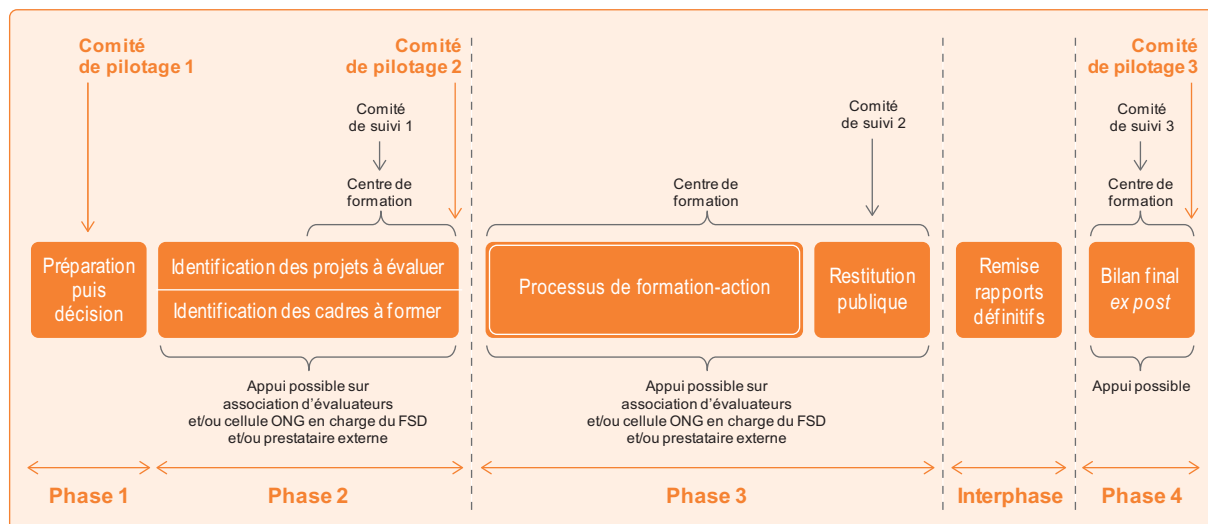 Comité
de pilotage 1
Comité
de pilotage 2
Comité
de pilotage 3
Comité
de suivi 1
Comité
de suivi 2
Comité
de suivi 3
Centre de
formation
Centre de
formation
Centre de
formation
Préparation
puis
décision
Identification des projets à évaluer
Identification des cadres à former
Processus de formation-action
Restitution
publique
Remise
rapports
définitifs
Bilan final
ex post
Appui possible sur
association d’évaluateurs
et/ou cellule ONG en charge du FSD
et/ou prestataire externe
Appui possible sur
association d’évaluateurs
et/ou cellule ONG en charge du FSD
et/ou prestataire externe
Appui possible
Phase 1
Phase 2
Phase 3
Interphase
Phase 4